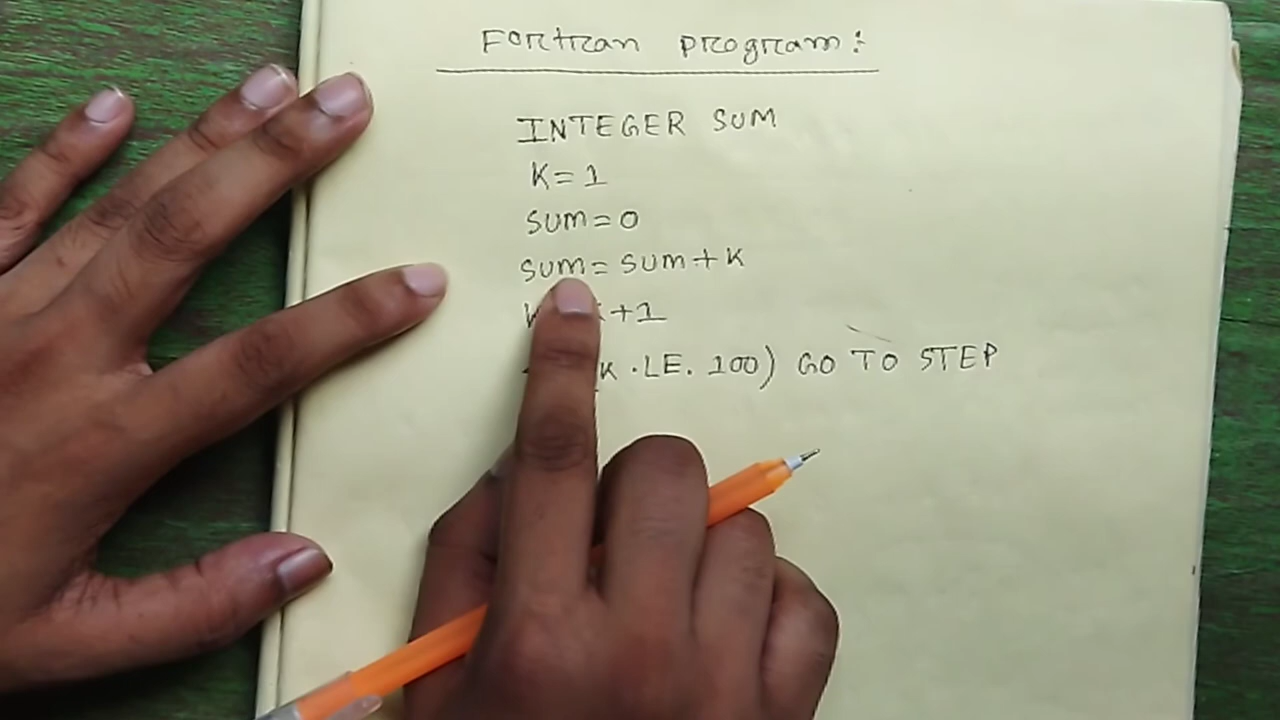 Fortran program:
INTEGER SUM
K=1
SUM=0
SUM=SUM+K
+1
K .LE. 100) GO TO STEP